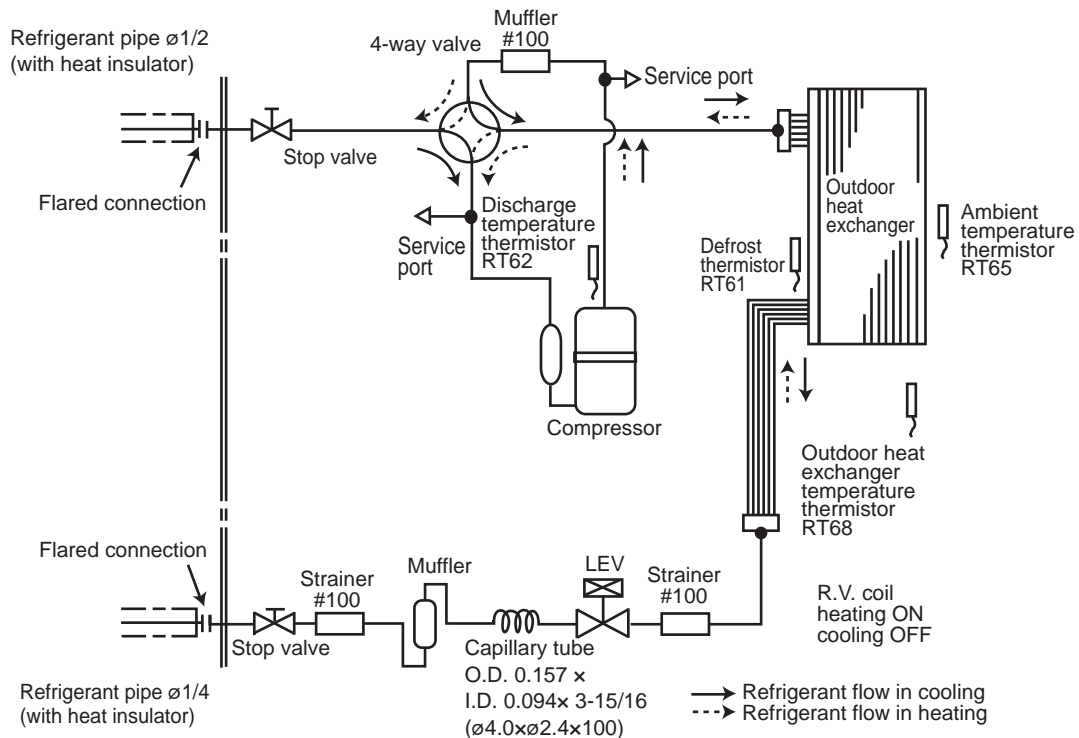 Refrigerant pipe ø1/2
(with heat insulator)
4-way valve
Muffler
#100
Service port
Stop valve
Flared connection
Service
port
Discharge
temperature
thermistor
RT62
Outdoor
heat
exchanger
Defrost
thermistor
RT61
Ambient
temperature
thermistor
RT65
Compressor
Outdoor heat
exchanger
temperature
thermistor
RT68
Flared connection
Stop valve
Strainer
#100
Muffler
Capillary tube
O.D. 0.157 ×
I.D. 0.094× 3-15/16
(ø4.0×ø2.4×100)
LEV
Strainer
#100
R.V. coil
heating ON
cooling OFF
Refrigerant pipe ø1/4
(with heat insulator)
Refrigerant flow in cooling
Refrigerant flow in heating